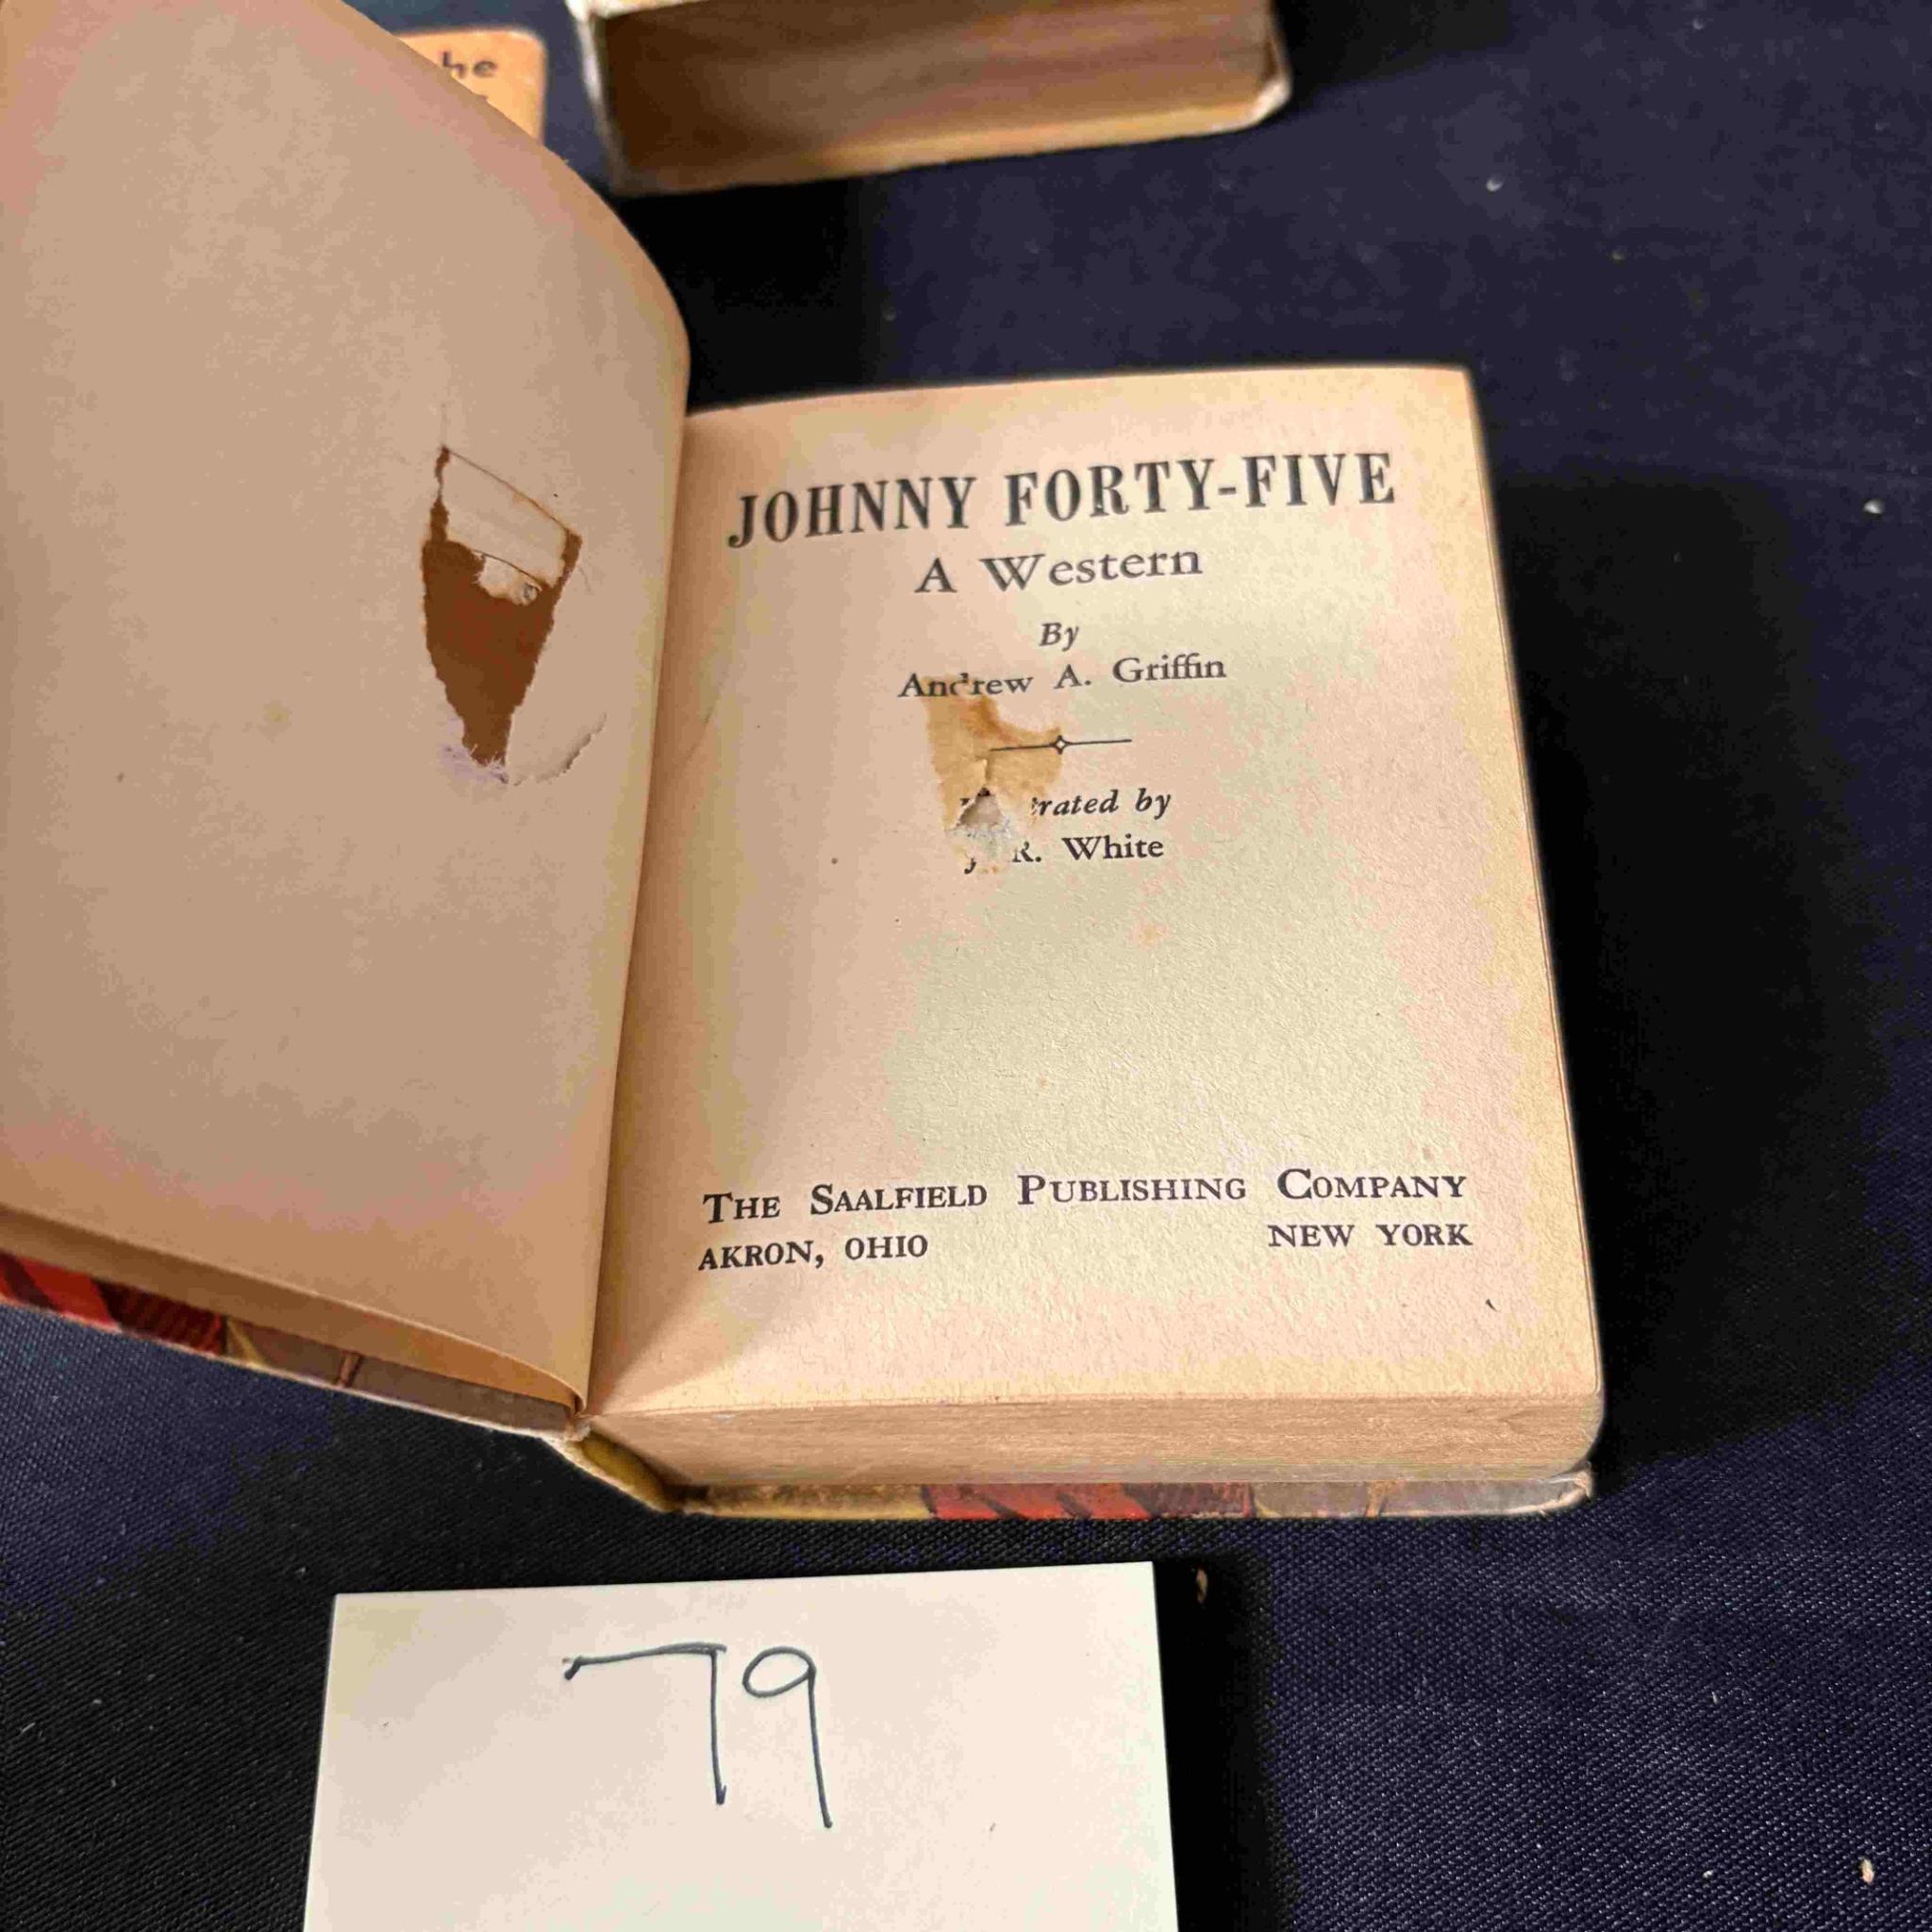 he
JOHNNY FORTY-FIVE
A Western
By
Andrew A. Griffin
rated by
R. White
THE SAALFIELD PUBLISHING COMPANY
AKRON, OHIO NEW YORK
79